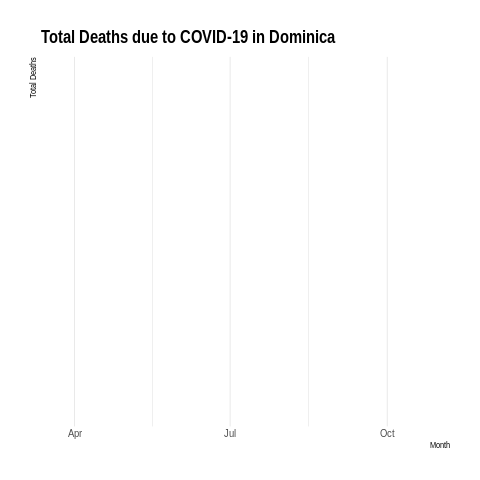 Total Deaths due to COVID-19 in Dominica
Total Deaths
Apr
Jul
Oct
Month